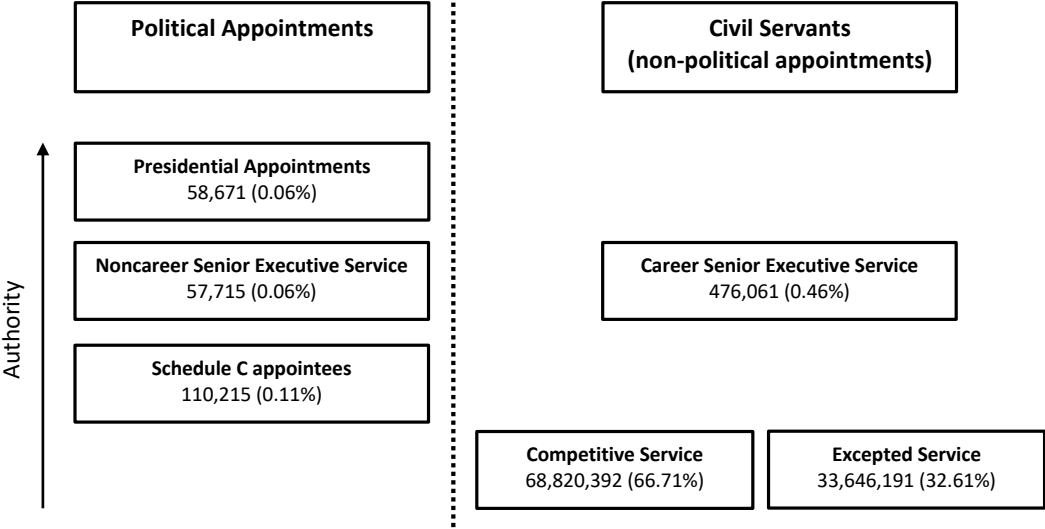 Political Appointments
Civil Servants
(non-political appointments)
Authority
Presidential Appointments
58,671 (0.06%)
Noncareer Senior Executive Service
57,715 (0.06%)
Career Senior Executive Service
476,061 (0.46%)
Schedule C appointees
110,215 (0.11%)
Competitive Service
68,820,392 (66.71%)
Excepted Service
33,646,191 (32.61%)